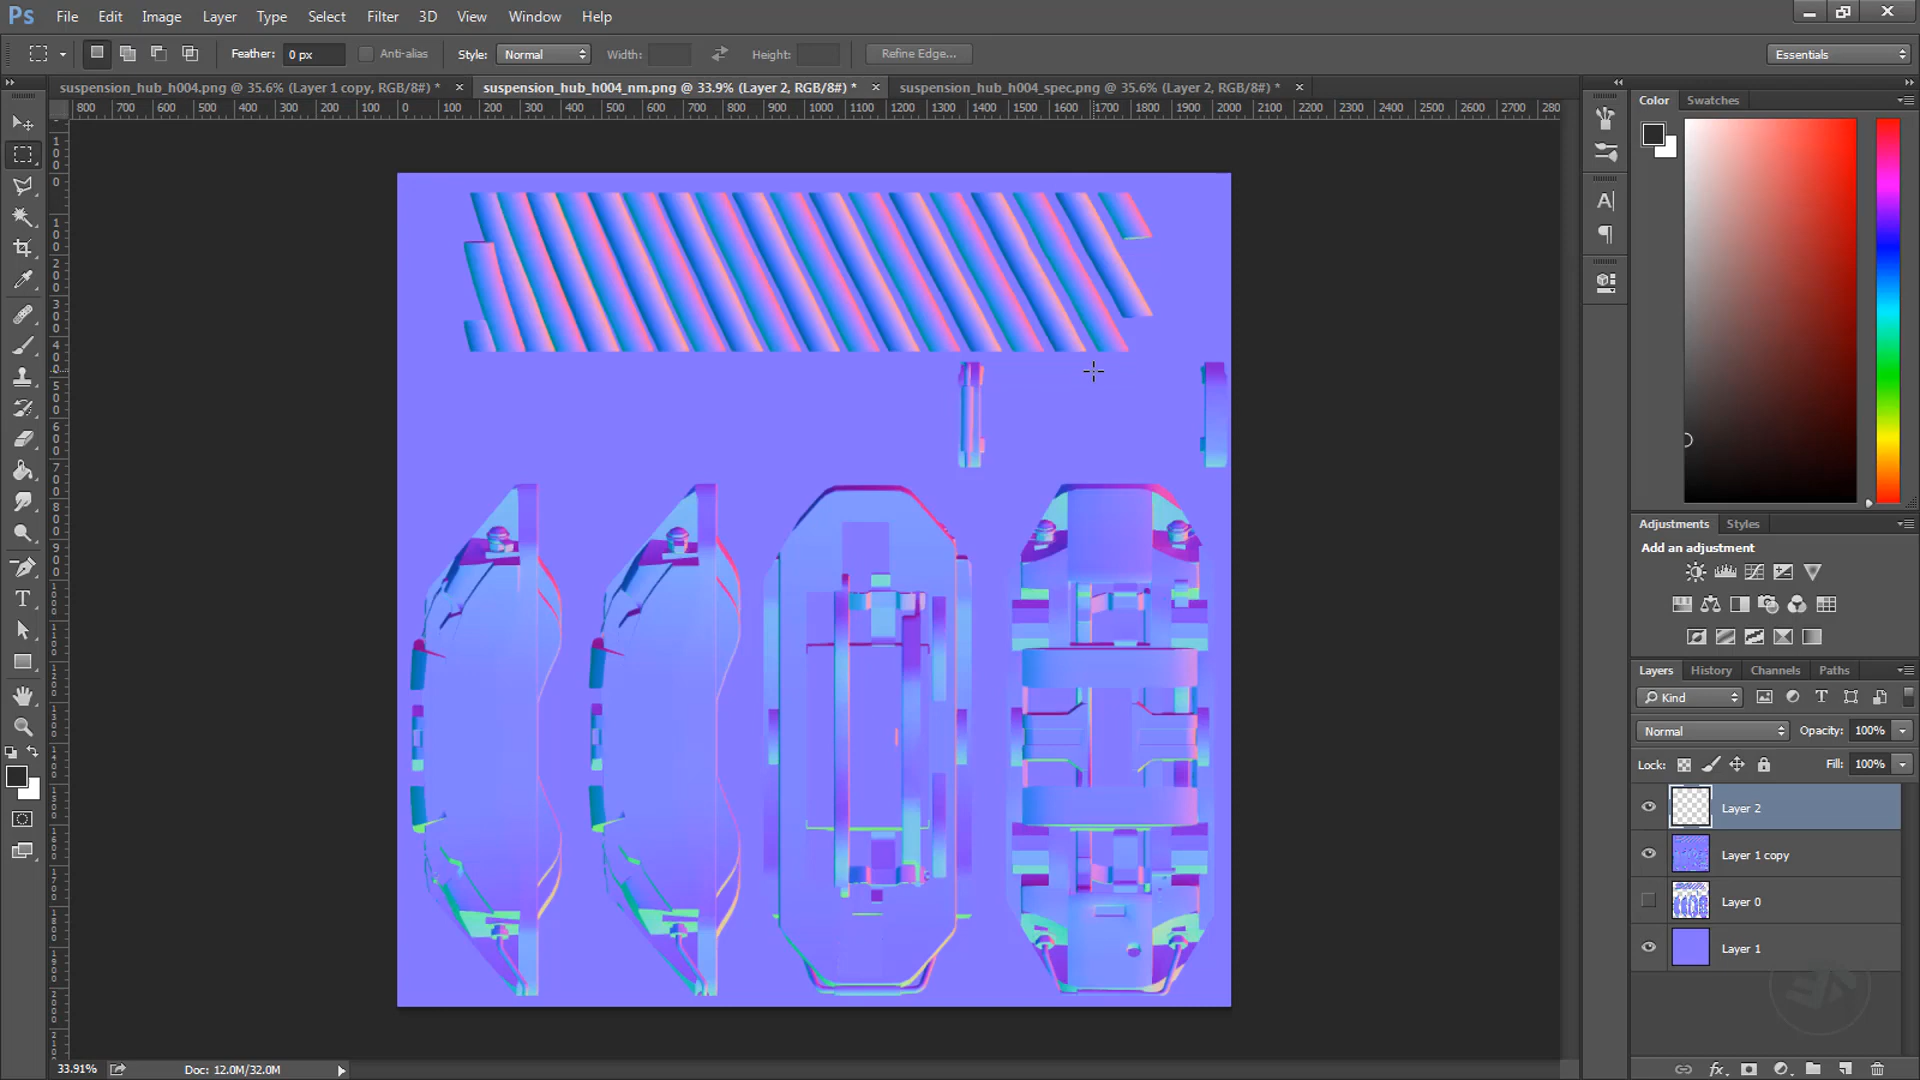 Ps File Edit Image Layer Type Select Filter 3D View Window Help
Feather: 0 px Anti-alias Style: Normal Width: Height: Refine Edge... Essentials
suspension_hub_h004.png @ 35.6% (Layer 1 copy, RGB/8#) * × suspension_hub_h004_nm.png @ 33.9% (Layer 2, RGB/8#) * × suspension_hub_h004_spec.png @ 35.6% (Layer 2, RGB/8#) * ×
800 700 600 500 400 300 200 100 0 100 200 300 400 500 600 700 800 900 1000 1100 1200 1300 1400 1500 1600 1700 1800 1900 2000 2100 2200 2300 2400 2500 2600 2700 2800
Color Swatches
Adjustments Styles
Add an adjustment
Layers History Channels Paths
Kind
Normal Opacity: 100%
Lock: Fill: 100%
Layer 2
Layer 1 copy
Layer 0
Layer 1
33.91% Doc: 12.0M/32.0M